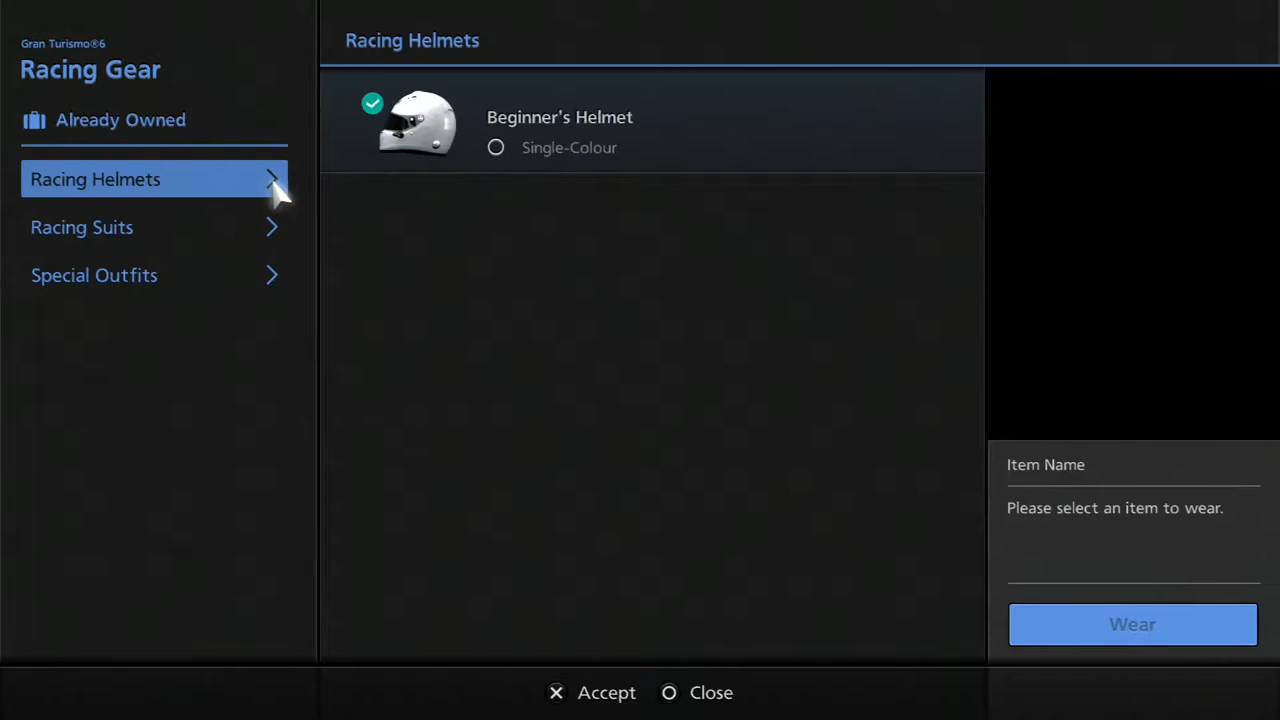 Gran Turismo®6
Racing Gear
Already Owned
Racing Helmets
Racing Suits
Special Outfits
Racing Helmets
Beginner's Helmet
Single-Colour
Item Name
Please select an item to wear.
Wear
Accept
Close